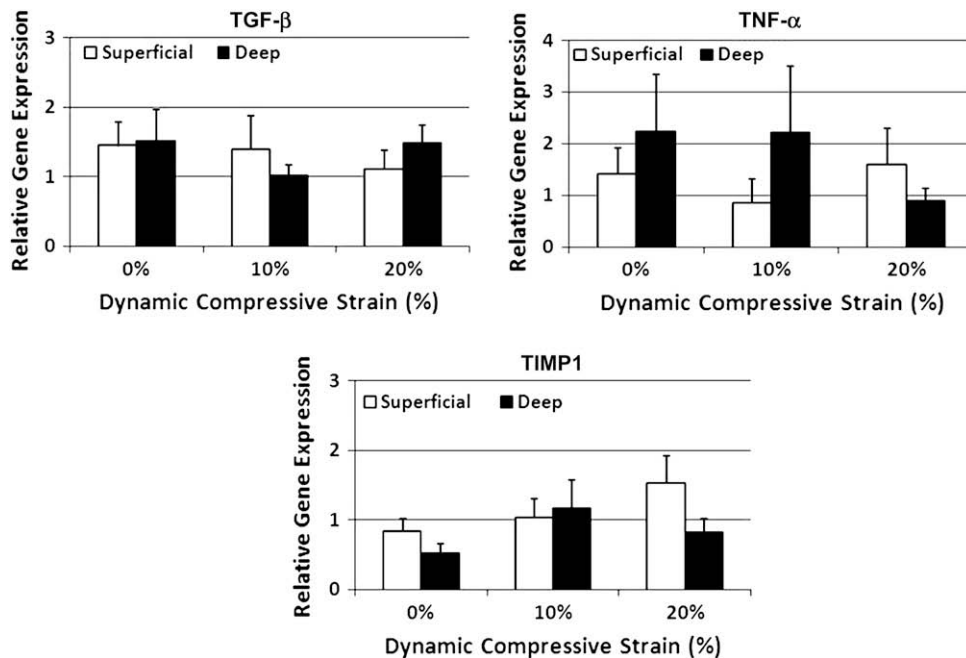 TGF-β
Relative Gene Expression
3
2
1
0
Superficial Deep
0% 10% 20%
Dynamic Compressive Strain (%)
TNF-α
Relative Gene Expression
4
3
2
1
0
Superficial Deep
0% 10% 20%
Dynamic Compressive Strain (%)
TIMP1
Relative Gene Expression
3
2
1
0
Superficial Deep
0% 10% 20%
Dynamic Compressive Strain (%)